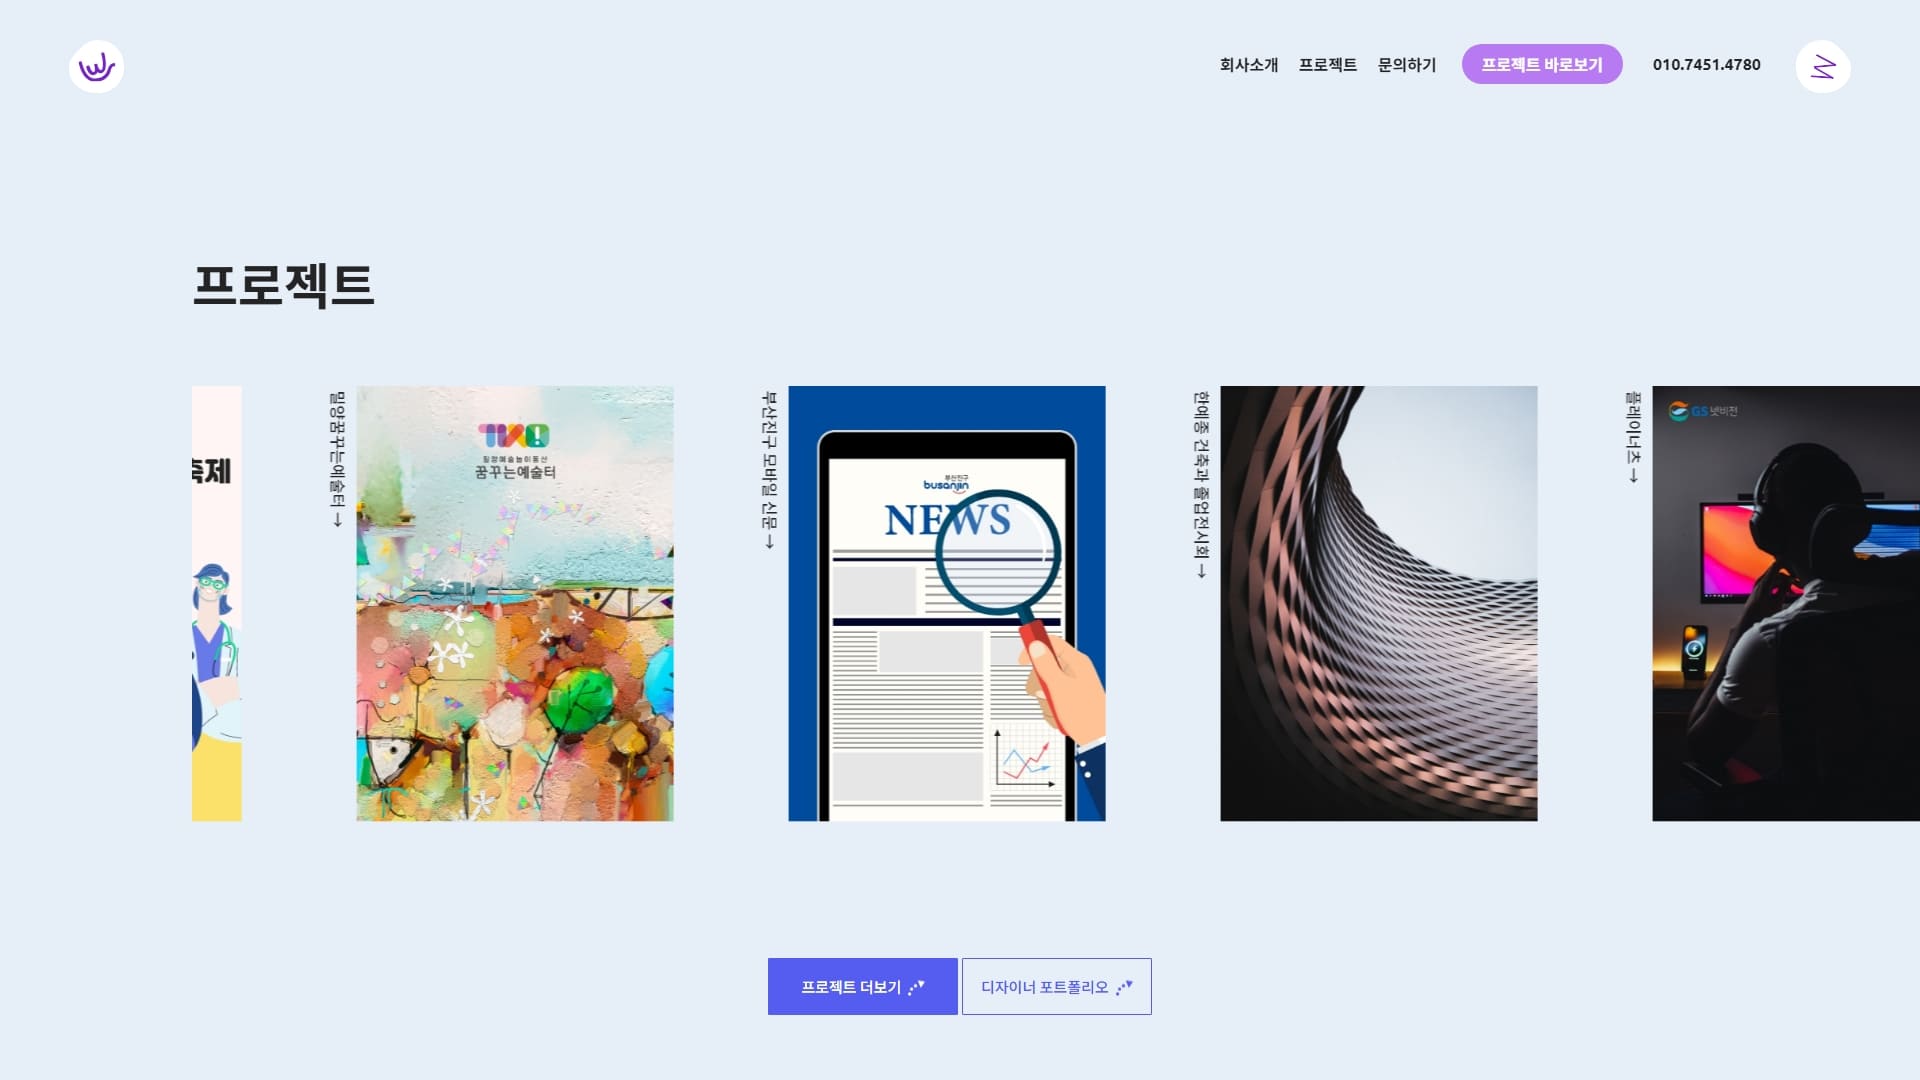 회사소개
프로젝트
문의하기
프로젝트 바로보기
010.7451.4780
프로젝트
축제
밀양꿈꾸는예술터 →
밀양예술놀이동산
꿈꾸는예술터
부산진구 모바일 신문 →
부산진구
busanjin
NEWS
한예종 건축과 졸업전시회 →
플레이너츠 →
GS 넷비전
프로젝트 더보기
디자이너 포트폴리오